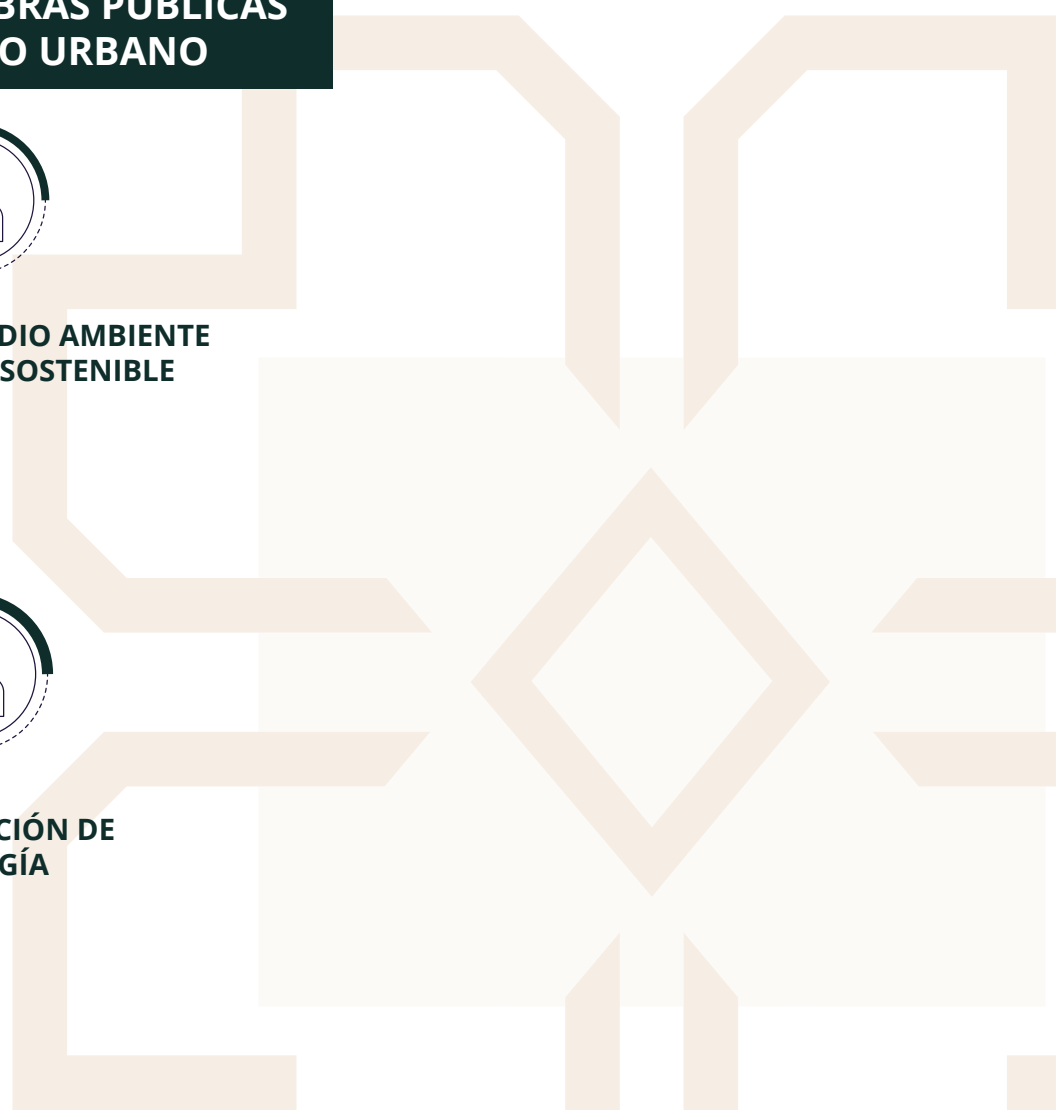 BRAS PÚBLICAS
O URBANO
DIO AMBIENTE
SOSTENIBLE
CIÓN DE
GÍA